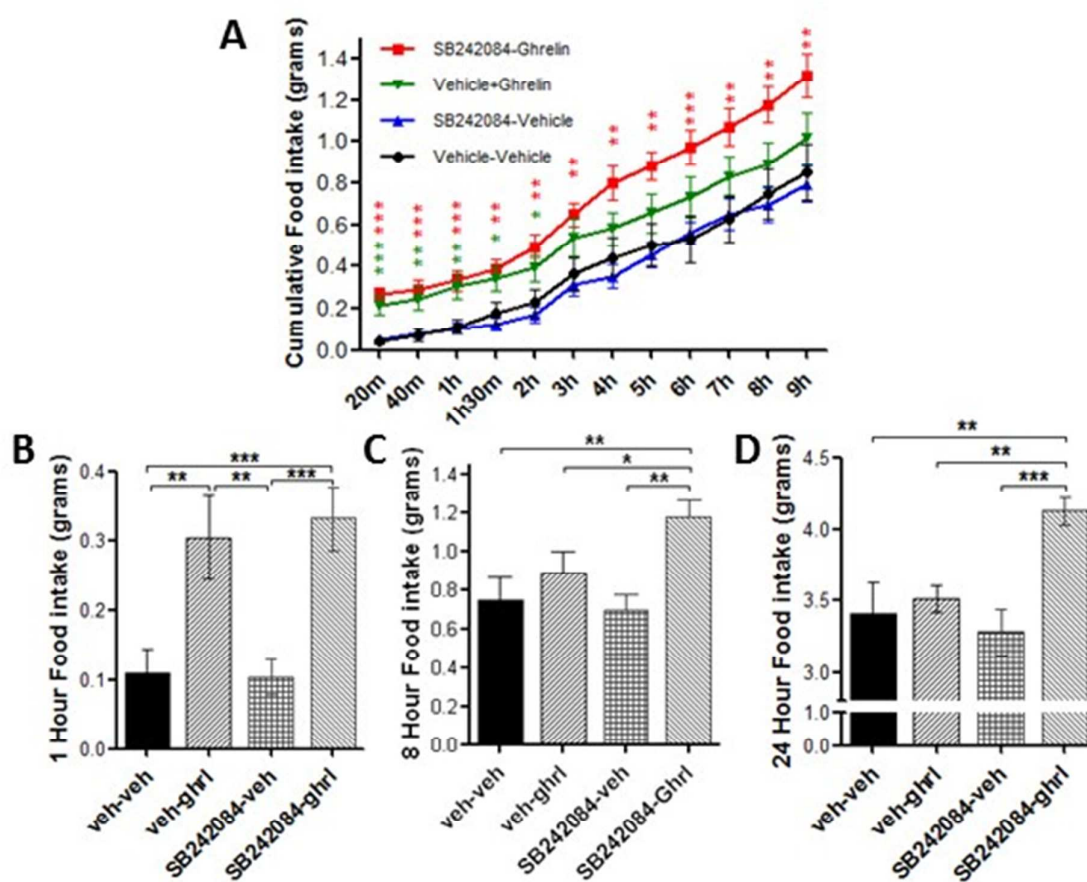 A
Cumulative Food intake (grams)
1.4
1.2
1.0
0.8
0.6
0.4
0.2
0.0
SB242084-Ghrelin
Vehicle+Ghrelin
SB242084-Vehicle
Vehicle-Vehicle
*** ***
** ***
** ***
* **
* **
**
**
**
***
**
***
**
20m 40m 1h 1h30m 2h 3h 4h 5h 6h 7h 8h 9h
B
1 Hour Food intake (grams)
0.4
0.3
0.2
0.1
0.0
***
** ** ***
veh-veh veh-ghrl SB242084-veh SB242084-ghrl
C
8 Hour Food intake (grams)
1.4
1.2
1.0
0.8
0.6
0.4
0.2
0.0
**
*
**
veh-veh veh-ghrl SB242084-veh SB242084-Ghrl
D
24 Hour Food intake (grams)
4.5
4.0
3.5
3.0
1.0
0.0
**
**
***
veh-veh veh-ghrl SB242084-veh SB242084-ghrl